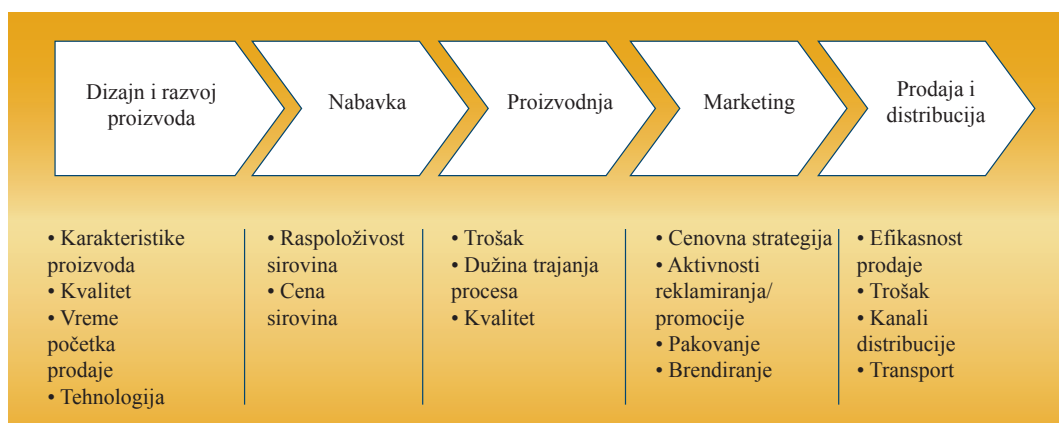 Dizajn i razvoj
proizvoda
Nabavka
Proizvodnja
Marketing
Prodaja i
distribucija
• Karakteristike
proizvoda
• Kvalitet
• Vreme
početka
prodaje
• Tehnologija
• Raspoloživost
sirovina
• Cena
sirovina
• Trošak
• Dužina trajanja
procesa
• Kvalitet
• Cenovna strategija
• Aktivnosti
reklamiranja/
promocije
• Pakovanje
• Brendiranje
• Efikasnost
prodaje
• Trošak
• Kanali
distribucije
• Transport